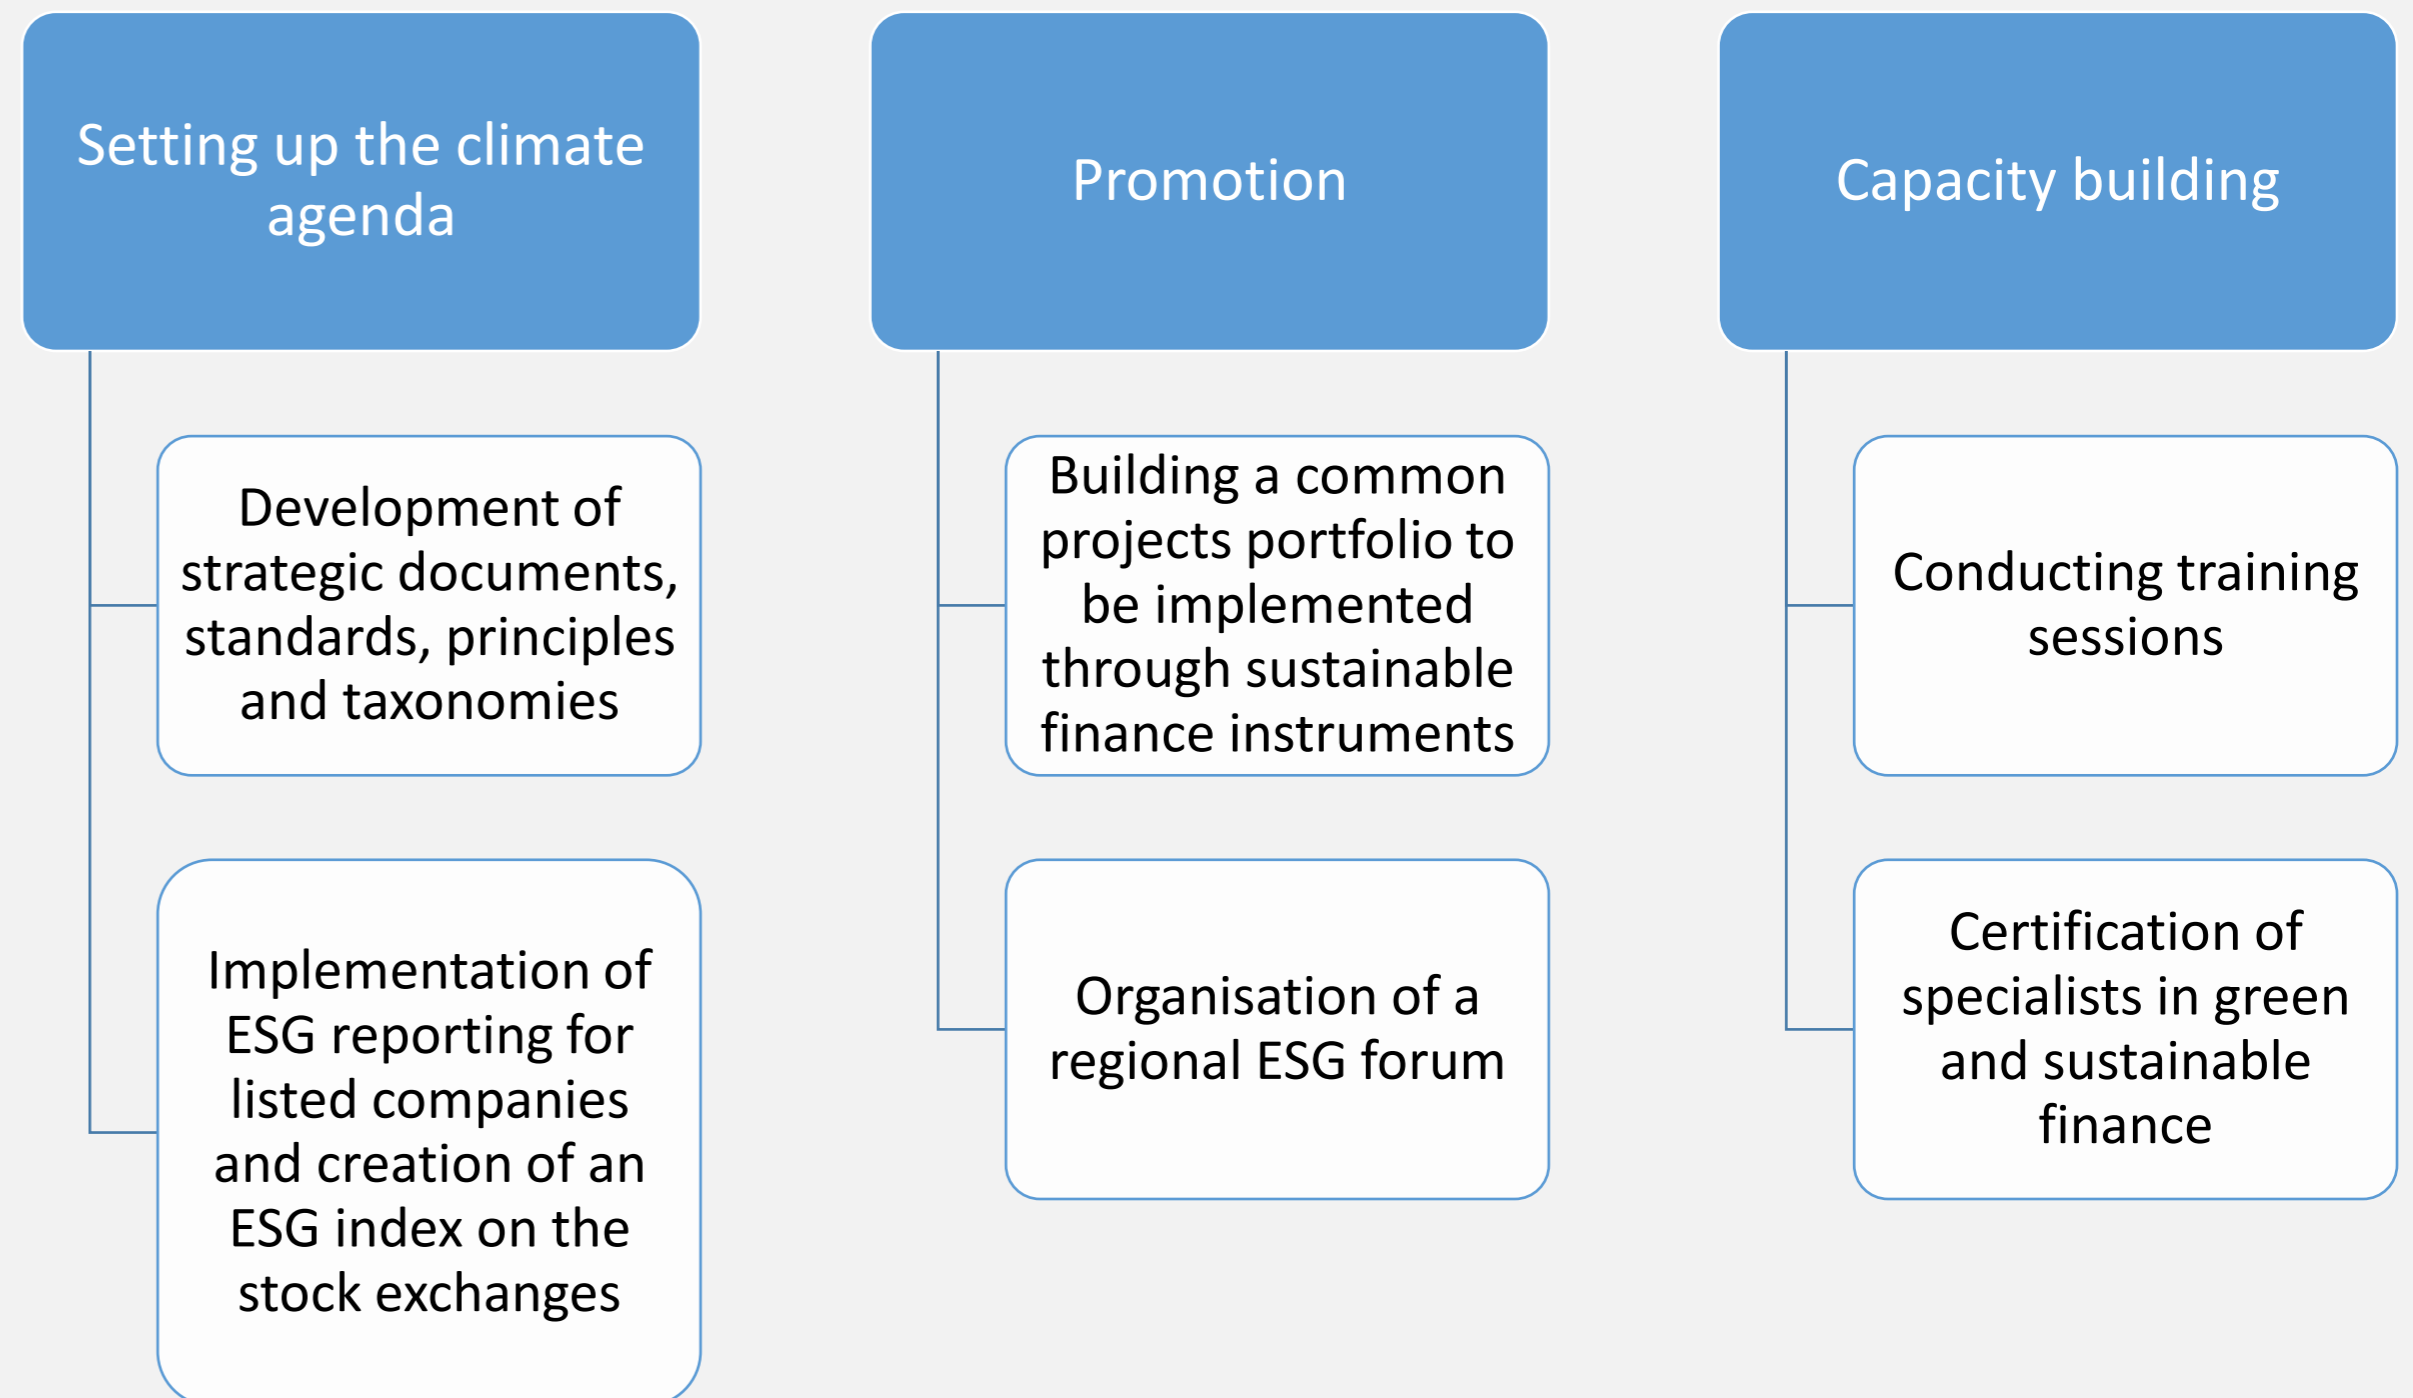 Setting up the climate
agenda
Development of
strategic documents,
standards, principles
and taxonomies
Implementation of
ESG reporting for
listed companies
and creation of an
ESG index on the
stock exchanges
Promotion
Building a common
projects portfolio to
be implemented
through sustainable
finance instruments
Organisation of a
regional ESG forum
Capacity building
Conducting training
sessions
Certification of
specialists in green
and sustainable
finance